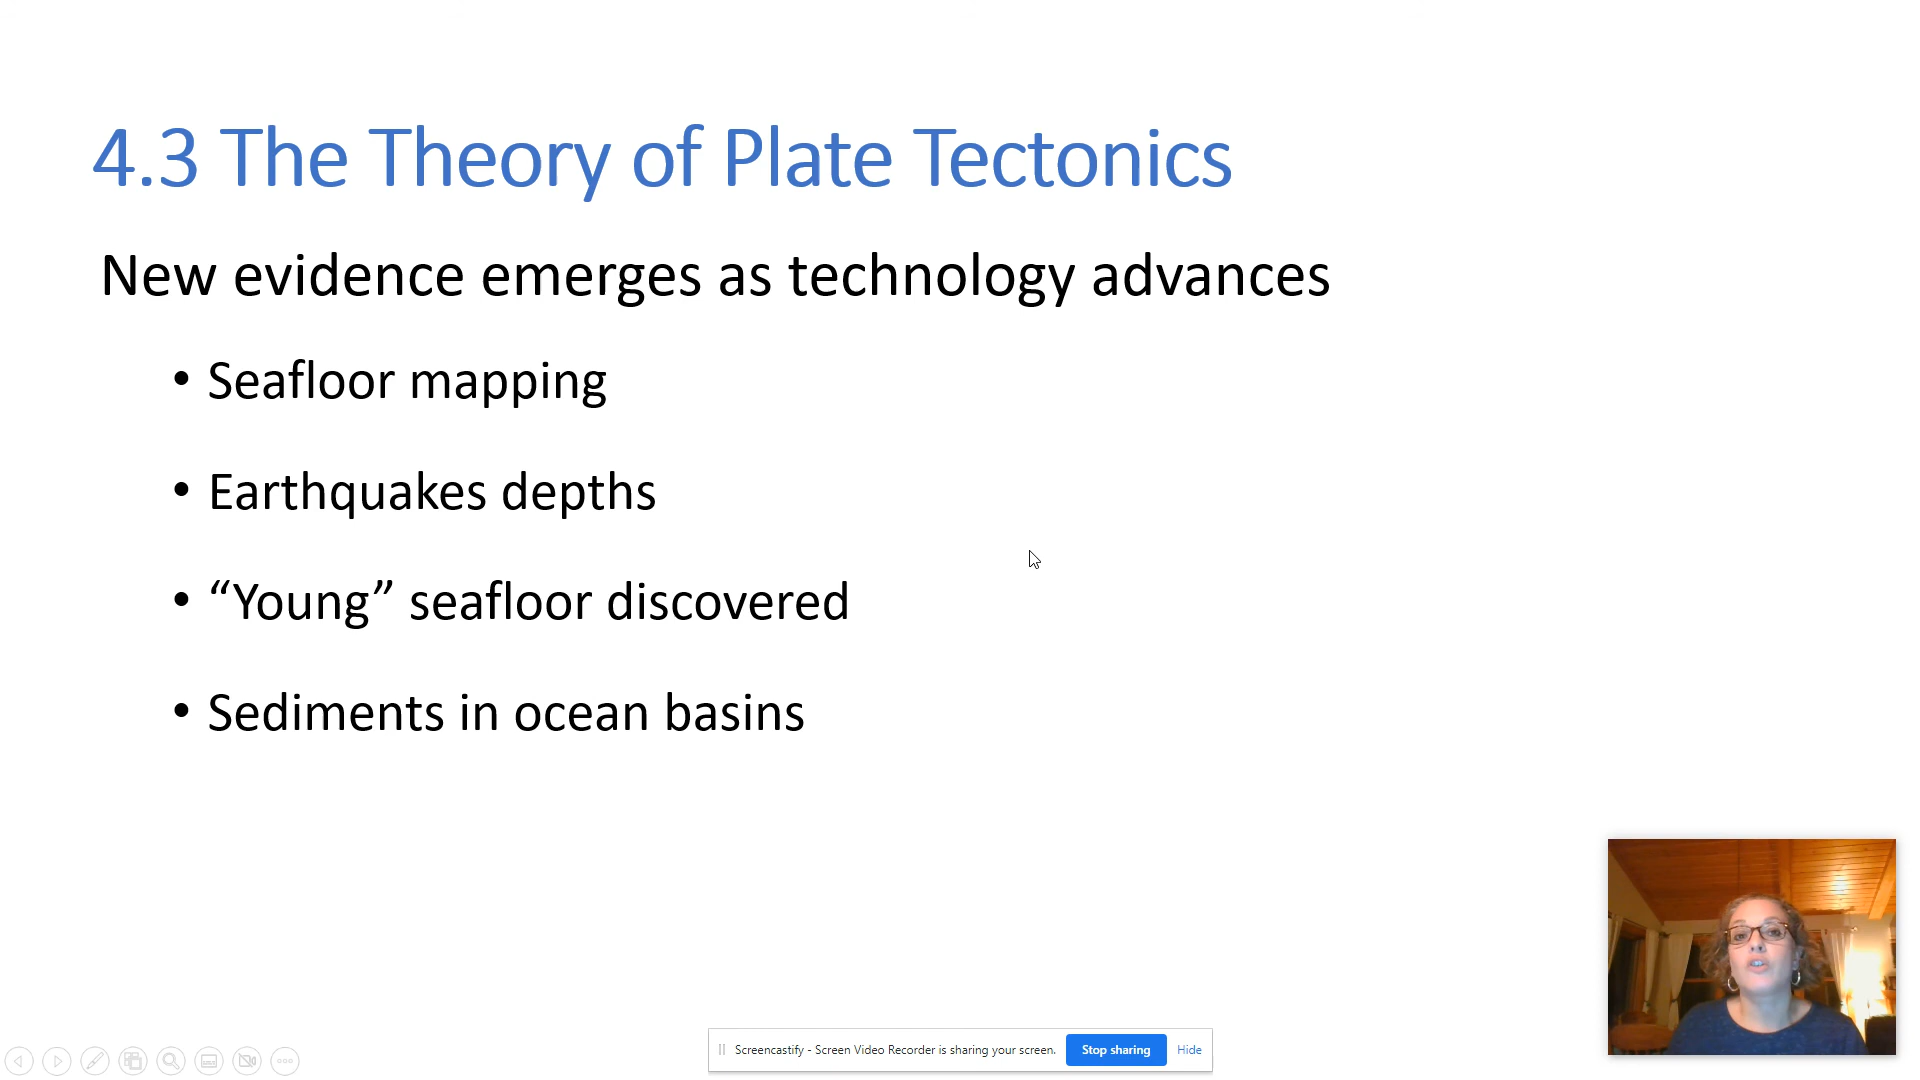 4.3 The Theory of Plate Tectonics
New evidence emerges as technology advances
• Seafloor mapping
• Earthquakes depths
• “Young” seafloor discovered
• Sediments in ocean basins
Screencastify - Screen Video Recorder is sharing your screen. Stop sharing Hide